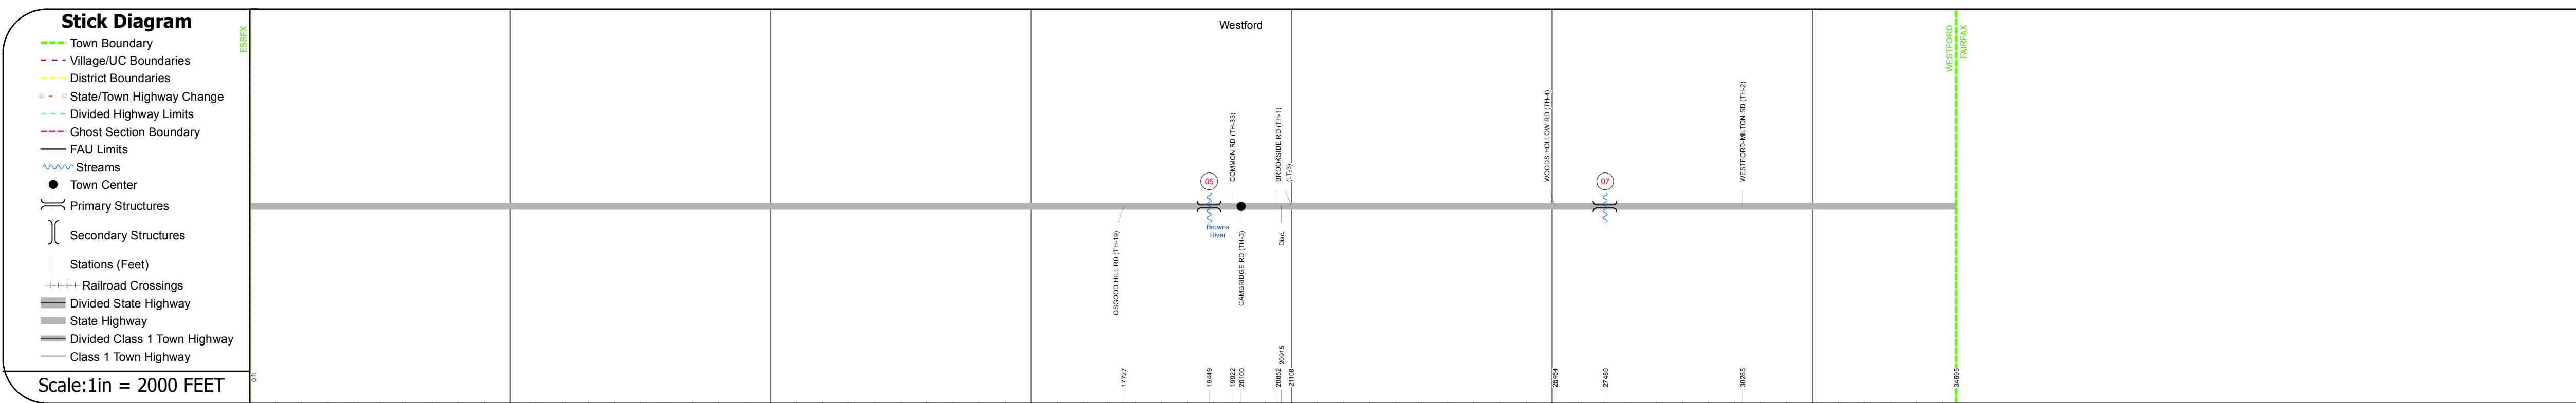 Stick Diagram
Town Boundary
Village/UC Boundaries
District Boundaries
State/Town Highway Change
Divided Highway Limits
Ghost Section Boundary
FAU Limits
Streams
Town Center
Primary Structures
Secondary Structures
Stations (Feet)
Railroad Crossings
Divided State Highway
State Highway
Divided Class 1 Town Highway
Class 1 Town Highway
Scale:1in = 2000 FEET
ESSEX
Westford
WESTFORD
FAIRFAX
OSGOOD HILL RD (TH-19)
05
Browns
River
COMMON RD (TH-33)
CAMBRIDGE RD (TH-3)
BROOKSIDE RD (TH-1)
Disc.
(LT-3)
WOODS HOLLOW RD (TH-4)
07
WESTFORD-MILTON RD (TH-2)
0 ft
17727
19449
19922
20100
20852
20915
21108
26464
27480
30265
34595